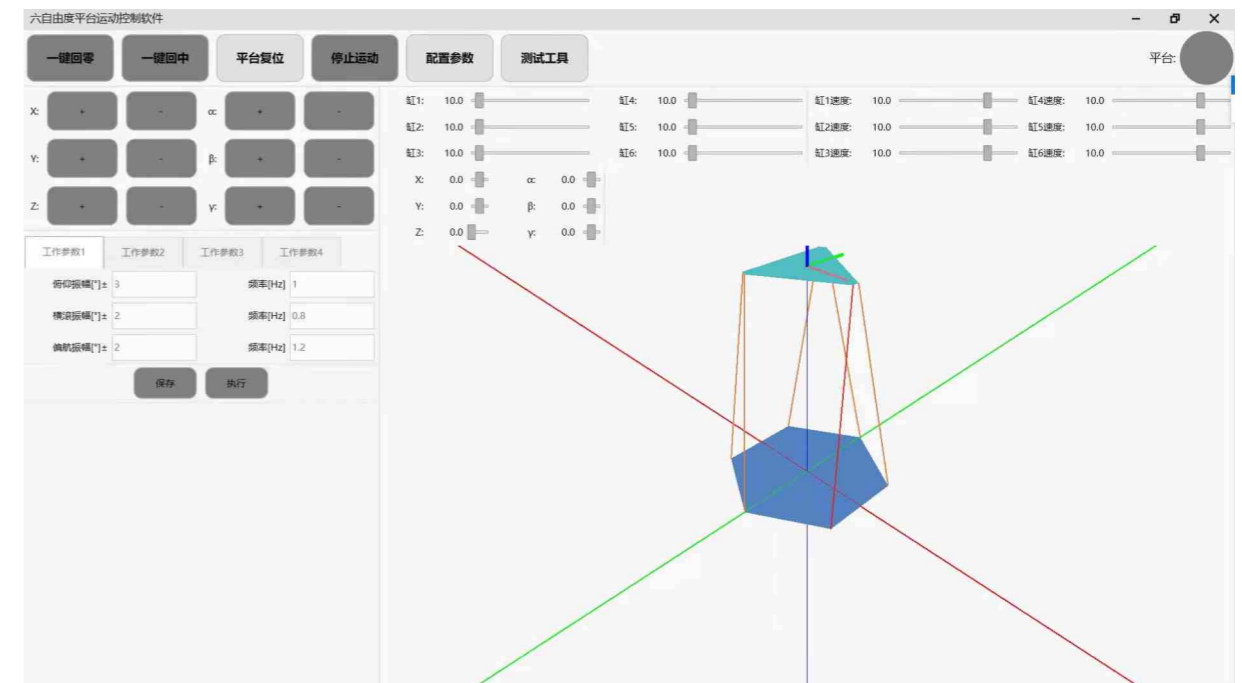 六自由度平台运动控制软件
一键回零 一键回中 平台复位 停止运动 配置参数 测试工具 平台:
X: + - α: + -
Y: + - β: + -
Z: + - γ: + -
缸1: 10.0 缸4: 10.0 缸1速度: 10.0 缸4速度: 10.0
缸2: 10.0 缸5: 10.0 缸2速度: 10.0 缸5速度: 10.0
缸3: 10.0 缸6: 10.0 缸3速度: 10.0 缸6速度: 10.0
X: 0.0 α: 0.0
Y: 0.0 β: 0.0
Z: 0.0 γ: 0.0
工作参数1 工作参数2 工作参数3 工作参数4
俯仰振幅[°]± 3 频率[Hz] 1
横滚振幅[°]± 2 频率[Hz] 0.8
偏航振幅[°]± 2 频率[Hz] 1.2
保存 执行